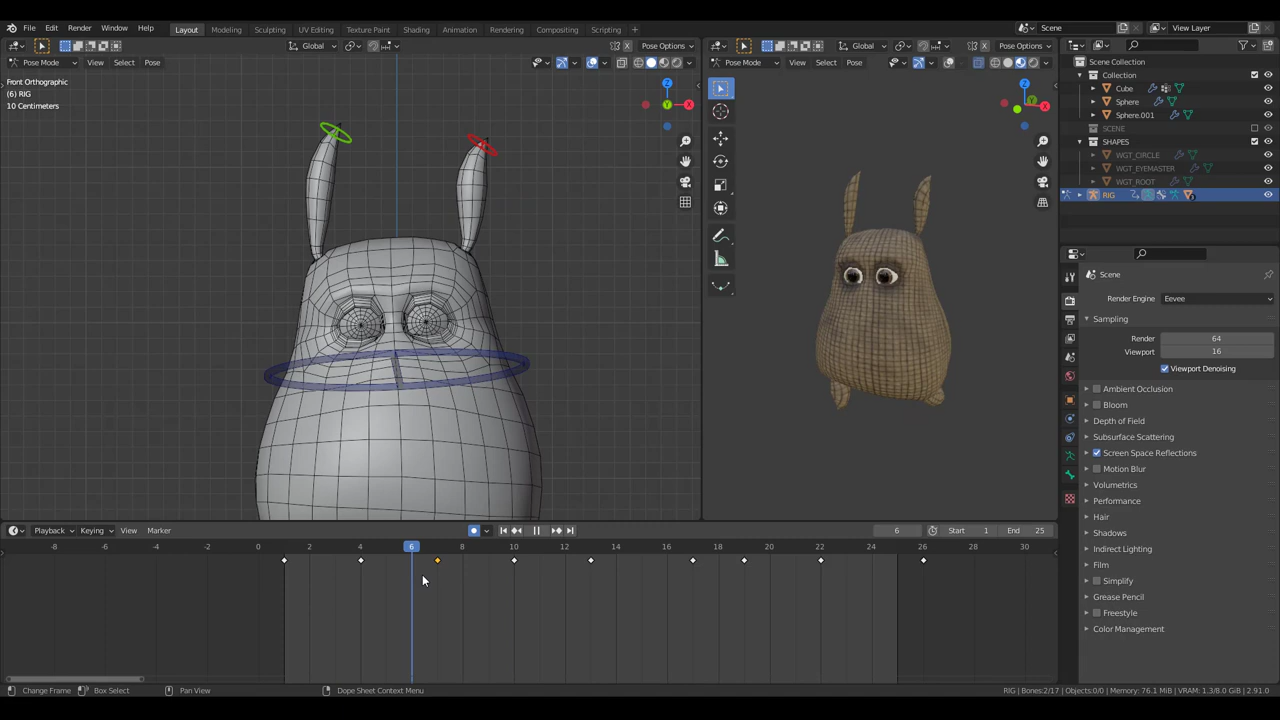 File Edit Render Window Help Layout Modeling Sculpting UV Editing Texture Paint Shading Animation Rendering Compositing Scripting + Scene View Layer
Global Pose Options Global Pose Options
Pose Mode View Select Pose Pose Mode View Select Pose
Front Orthographic
(6) RIG
10 Centimeters
Z
Y
X
Z
Y
X
Scene Collection
Collection
Cube
Sphere
Sphere.001
SCENE
SHAPES
WGT_CIRCLE
WGT_EYEMASTER
WGT_ROOT
RIG
Scene
Render Engine Eevee
Sampling
Render 64
Viewport 16
Viewport Denoising
Ambient Occlusion
Bloom
Depth of Field
Subsurface Scattering
Screen Space Reflections
Motion Blur
Volumetrics
Performance
Hair
Shadows
Indirect Lighting
Film
Simplify
Grease Pencil
Freestyle
Color Management
Playback Keying View Marker 6 Start 1 End 25
-8 -6 -4 -2 0 2 4 6 8 10 12 14 16 18 20 22 24 26 28 30
Change Frame Box Select Pan View Dope Sheet Context Menu RIG | Bones:2/17 | Objects:0/0 | Memory: 76.1 MiB | VRAM: 1.3/8.0 GiB | 2.91.0